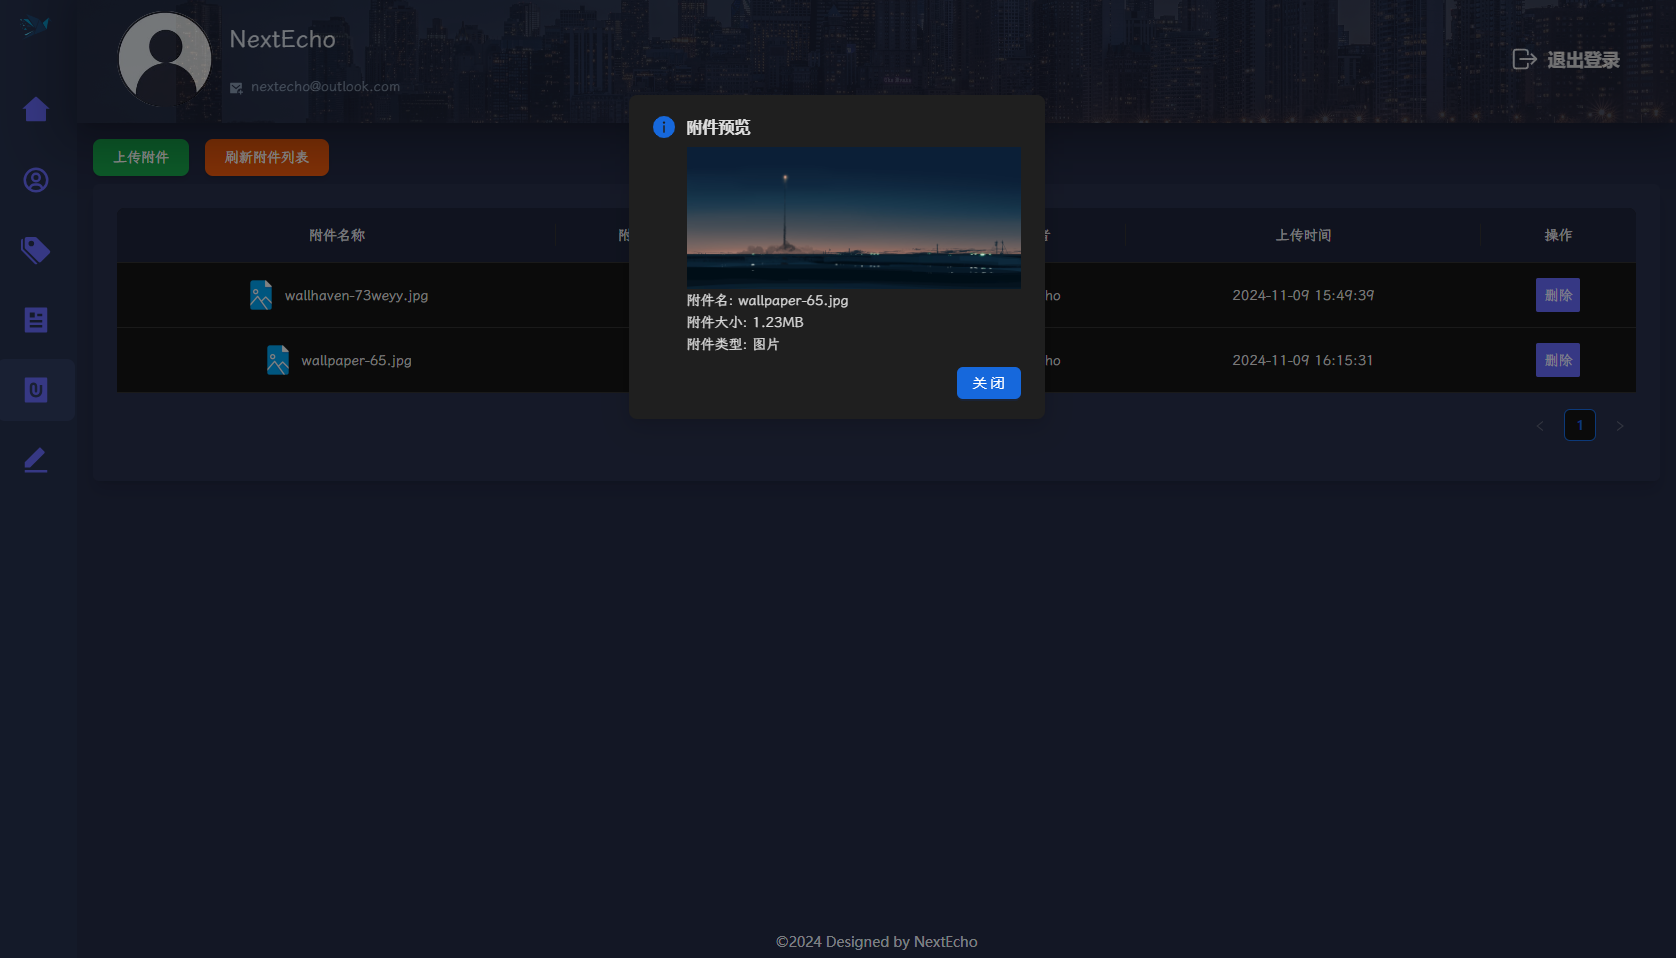 NextEcho
nextecho@outlook.com
退出登录
上传附件
刷新附件列表
附件预览
附件名: wallpaper-65.jpg
附件大小: 1.23MB
附件类型: 图片
关 闭
附件名称
附
上传时间
操作
wallhaven-73weyy.jpg
ho
2024-11-09 15:49:39
删除
wallpaper-65.jpg
ho
2024-11-09 16:15:31
删除
1
©2024 Designed by NextEcho